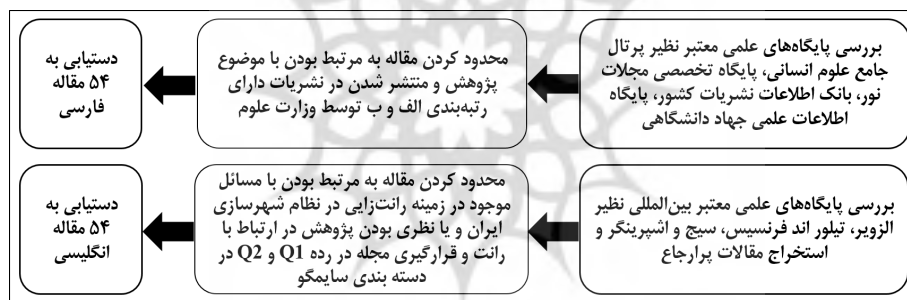 بررسی پایگاه‌های علمی معتبر نظیر پرتال
جامع علوم انسانی، پایگاه تخصصی مجلات
نور، بانک اطلاعات نشریات کشور، پایگاه
اطلاعات علمی جهاد دانشگاهی
محدود کردن مقاله به مرتبط بودن با موضوع
پژوهش و منتشر شدن در نشریات دارای
رتبه‌بندی الف و ب توسط وزارت علوم
دستیابی به
۵۴ مقاله
فارسی
بررسی پایگاه‌های علمی معتبر بین‌المللی نظیر
الزویر، تیلور اند فرنسیس، سیج و اشپرینگر و
استخراج مقالات پرارجاع
محدود کردن مقاله به مرتبط بودن با مسائل
موجود در زمینه رانت‌زایی در نظام شهرسازی
ایران و یا نظری بودن پژوهش در ارتباط با
رانت و قرارگیری مجله در رده Q1 و Q2 در
دسته بندی سایمگو
دستیابی به
۵۴ مقاله
انگلیسی